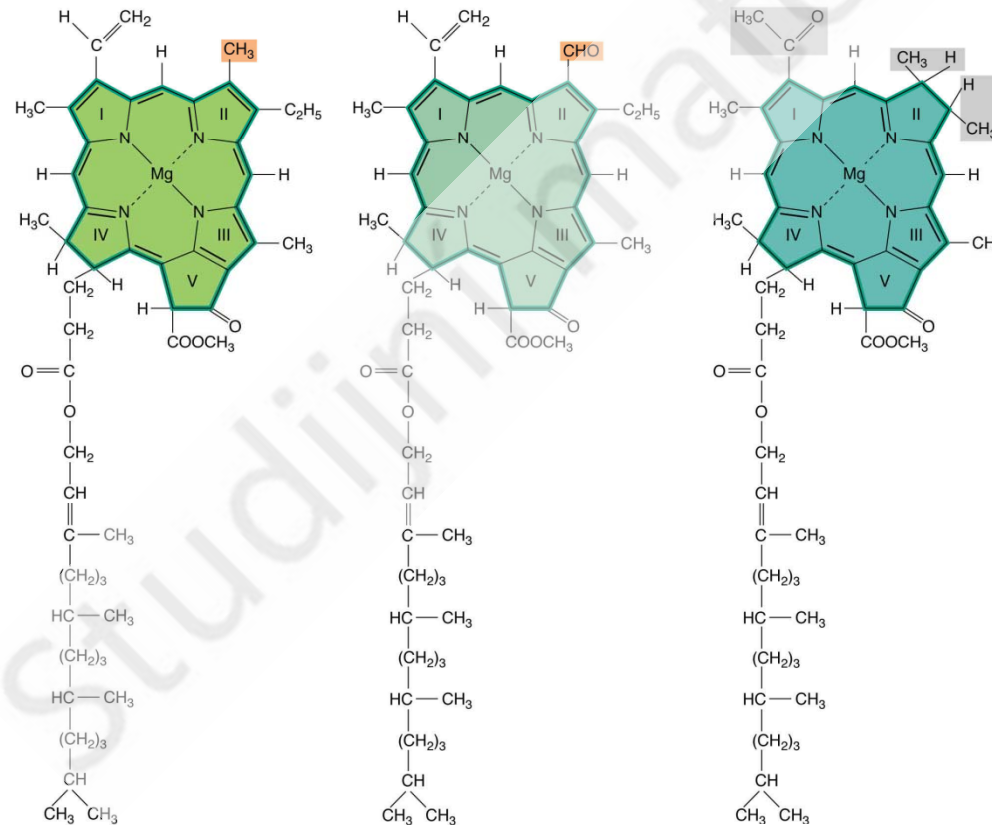 H CH₂ C H CH₃ H₃C I II C₂H₅ N N H Mg H N N H₃C IV III CH₃ H CH₂ H V H O COOCH₃ CH₂ O C O CH₂ CH C CH₃ (CH₂)₃ HC CH₃ (CH₂)₃ HC CH₃ (CH₂)₃ CH CH₃ CH₃
H CH₂ C H CHO H₃C I II C₂H₅ N N H Mg H N N H₃C IV III CH₃ H CH₂ H V H O COOCH₃ CH₂ O C O CH₂ CH C CH₃ (CH₂)₃ HC CH₃ (CH₂)₃ HC CH₃ (CH₂)₃ CH CH₃ CH₃
H₃C O C H CH₃ H H CH₃ I II N N H Mg H N N H₃C IV III CH₃ H CH₂ H V H O COOCH₃ CH₂ O C O CH₂ CH C CH₃ (CH₂)₃ HC CH₃ (CH₂)₃ HC CH₃ (CH₂)₃ CH CH₃ CH₃